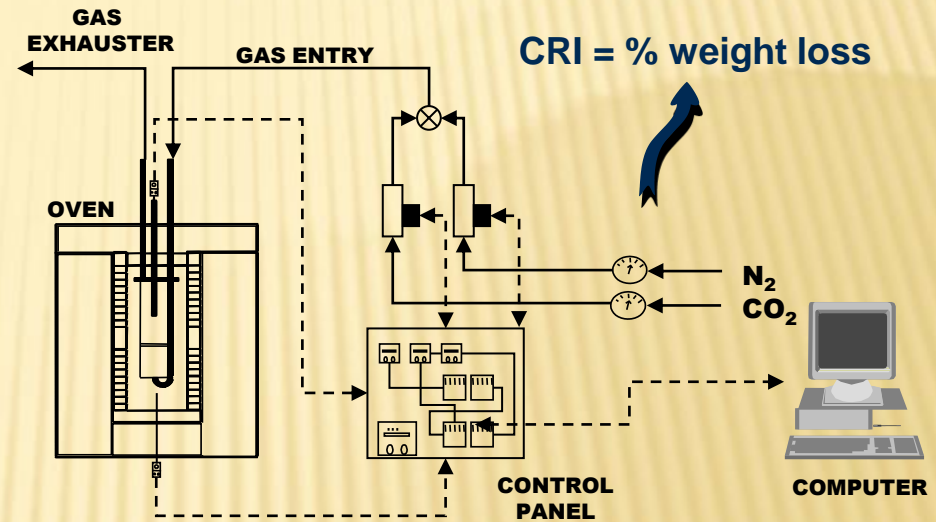 GAS
EXHAUSTER
GAS ENTRY
CRI = % weight loss
OVEN
N₂
CO₂
CONTROL
PANEL
COMPUTER